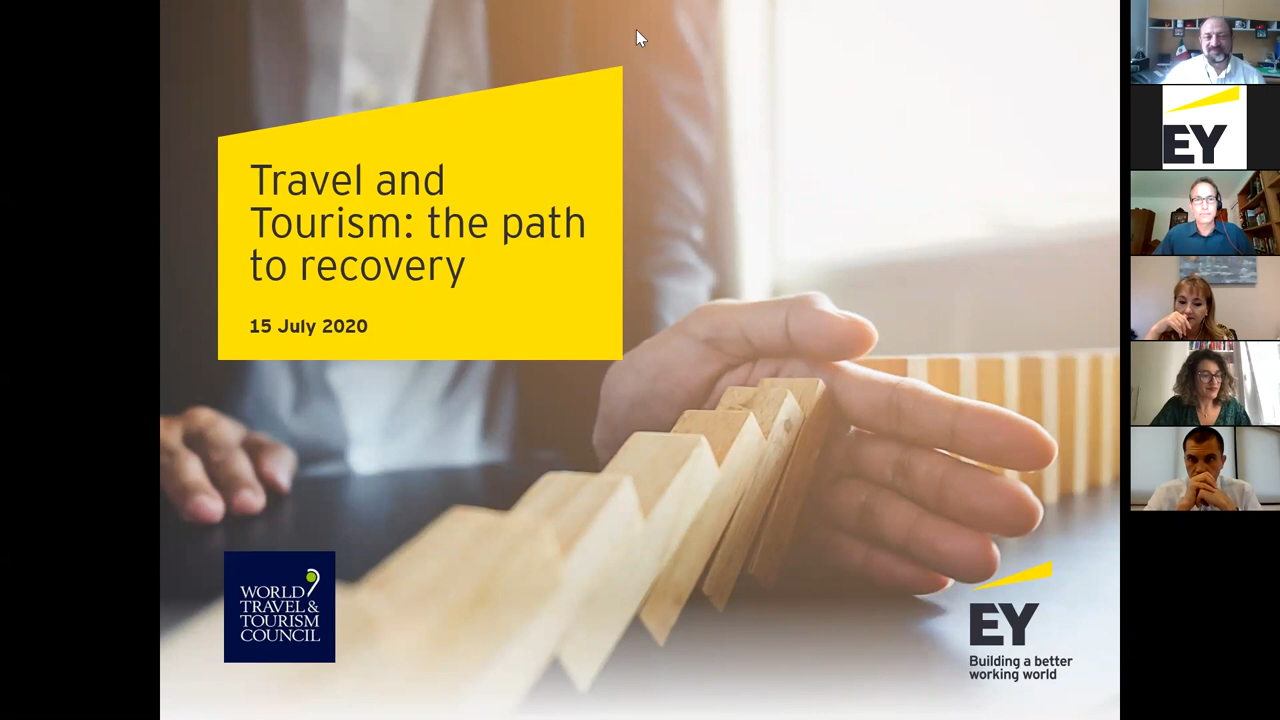 Travel and
Tourism: the path
to recovery
15 July 2020
WORLD
TRAVEL &
TOURISM
COUNCIL
EY
Building a better
working world
EY